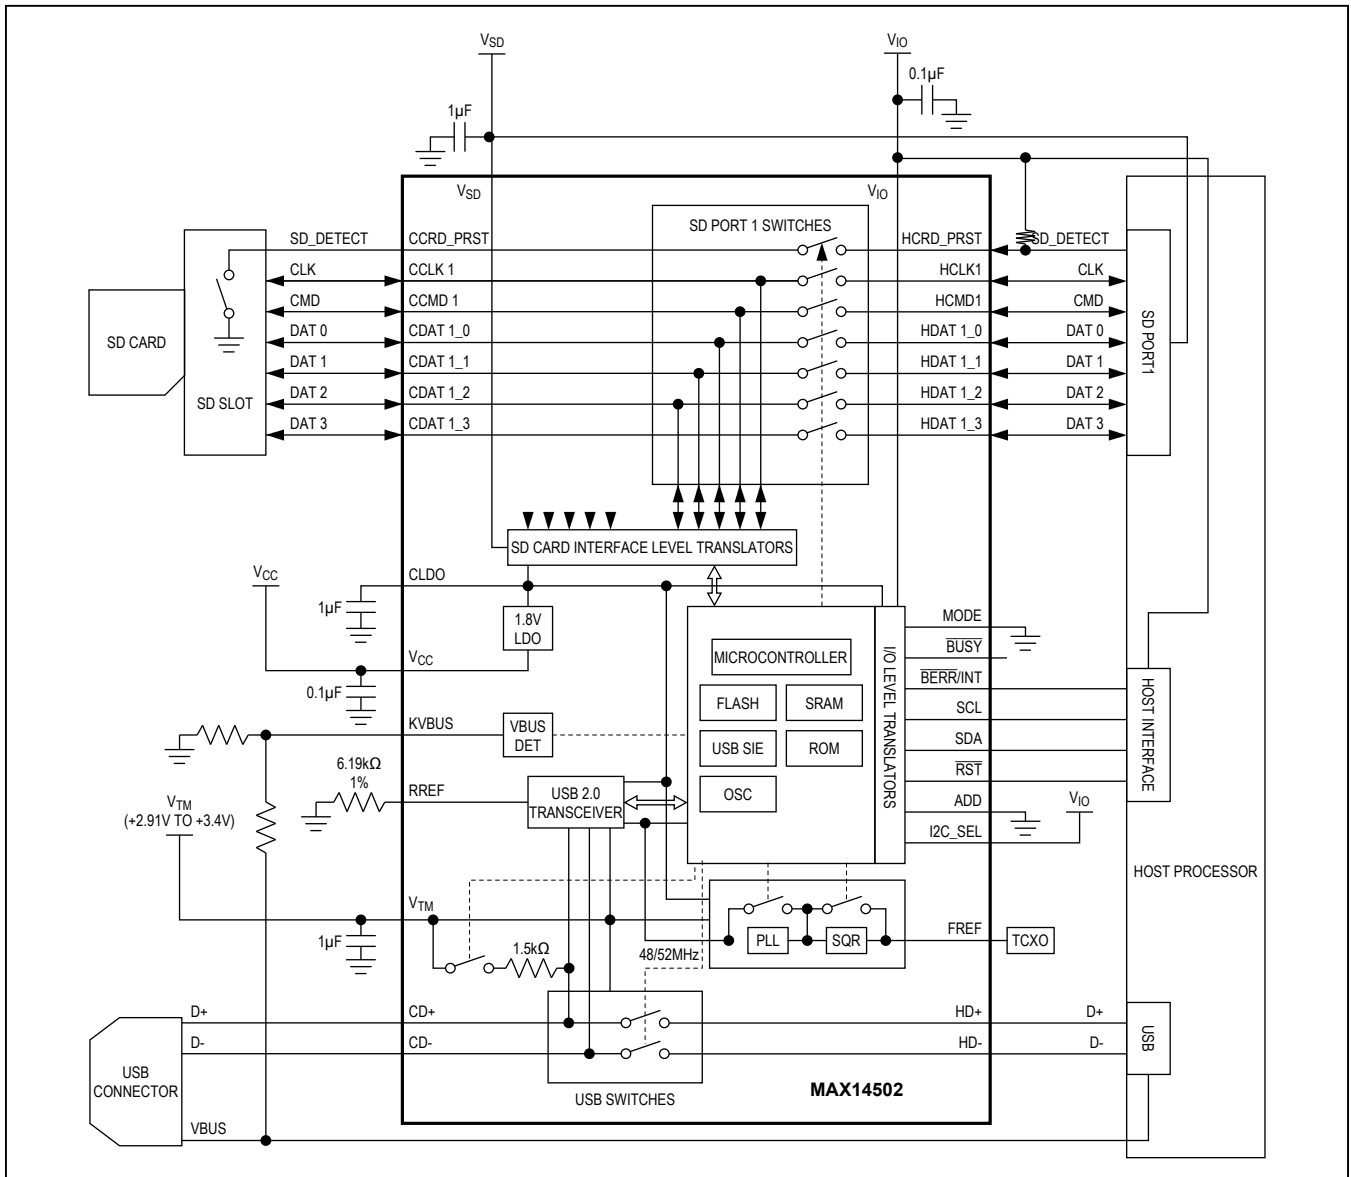 VSD
VIO
0.1µF
1µF
VSD
VIO
SD PORT 1 SWITCHES
SD_DETECT CCRD_PRST HCRD_PRST SD_DETECT
CLK CCLK 1 HCLK1 CLK
CMD CCMD 1 HCMD1 CMD
DAT 0 CDAT 1_0 HDAT 1_0 DAT 0
DAT 1 CDAT 1_1 HDAT 1_1 DAT 1
DAT 2 CDAT 1_2 HDAT 1_2 DAT 2
DAT 3 CDAT 1_3 HDAT 1_3 DAT 3
SD CARD
SD SLOT
SD PORT1
SD CARD INTERFACE LEVEL TRANSLATORS
VCC
CLDO
1µF
1.8V
LDO
VCC
0.1µF
KVBUS
VBUS
DET
MICROCONTROLLER
FLASH
SRAM
USB SIE
ROM
OSC
I/O LEVEL TRANSLATORS
MODE
BUSY
BERR/INT
SCL
SDA
RST
ADD
I2C_SEL
VIO
HOST INTERFACE
HOST PROCESSOR
6.19kΩ
1%
RREF
USB 2.0
TRANSCEIVER
VTM
(+2.91V TO +3.4V)
VTM
1µF
1.5kΩ
48/52MHz
PLL
SQR
FREF
TCXO
D+ CD+ HD+ D+
D- CD- HD- D-
USB
USB
CONNECTOR
VBUS
USB SWITCHES
MAX14502